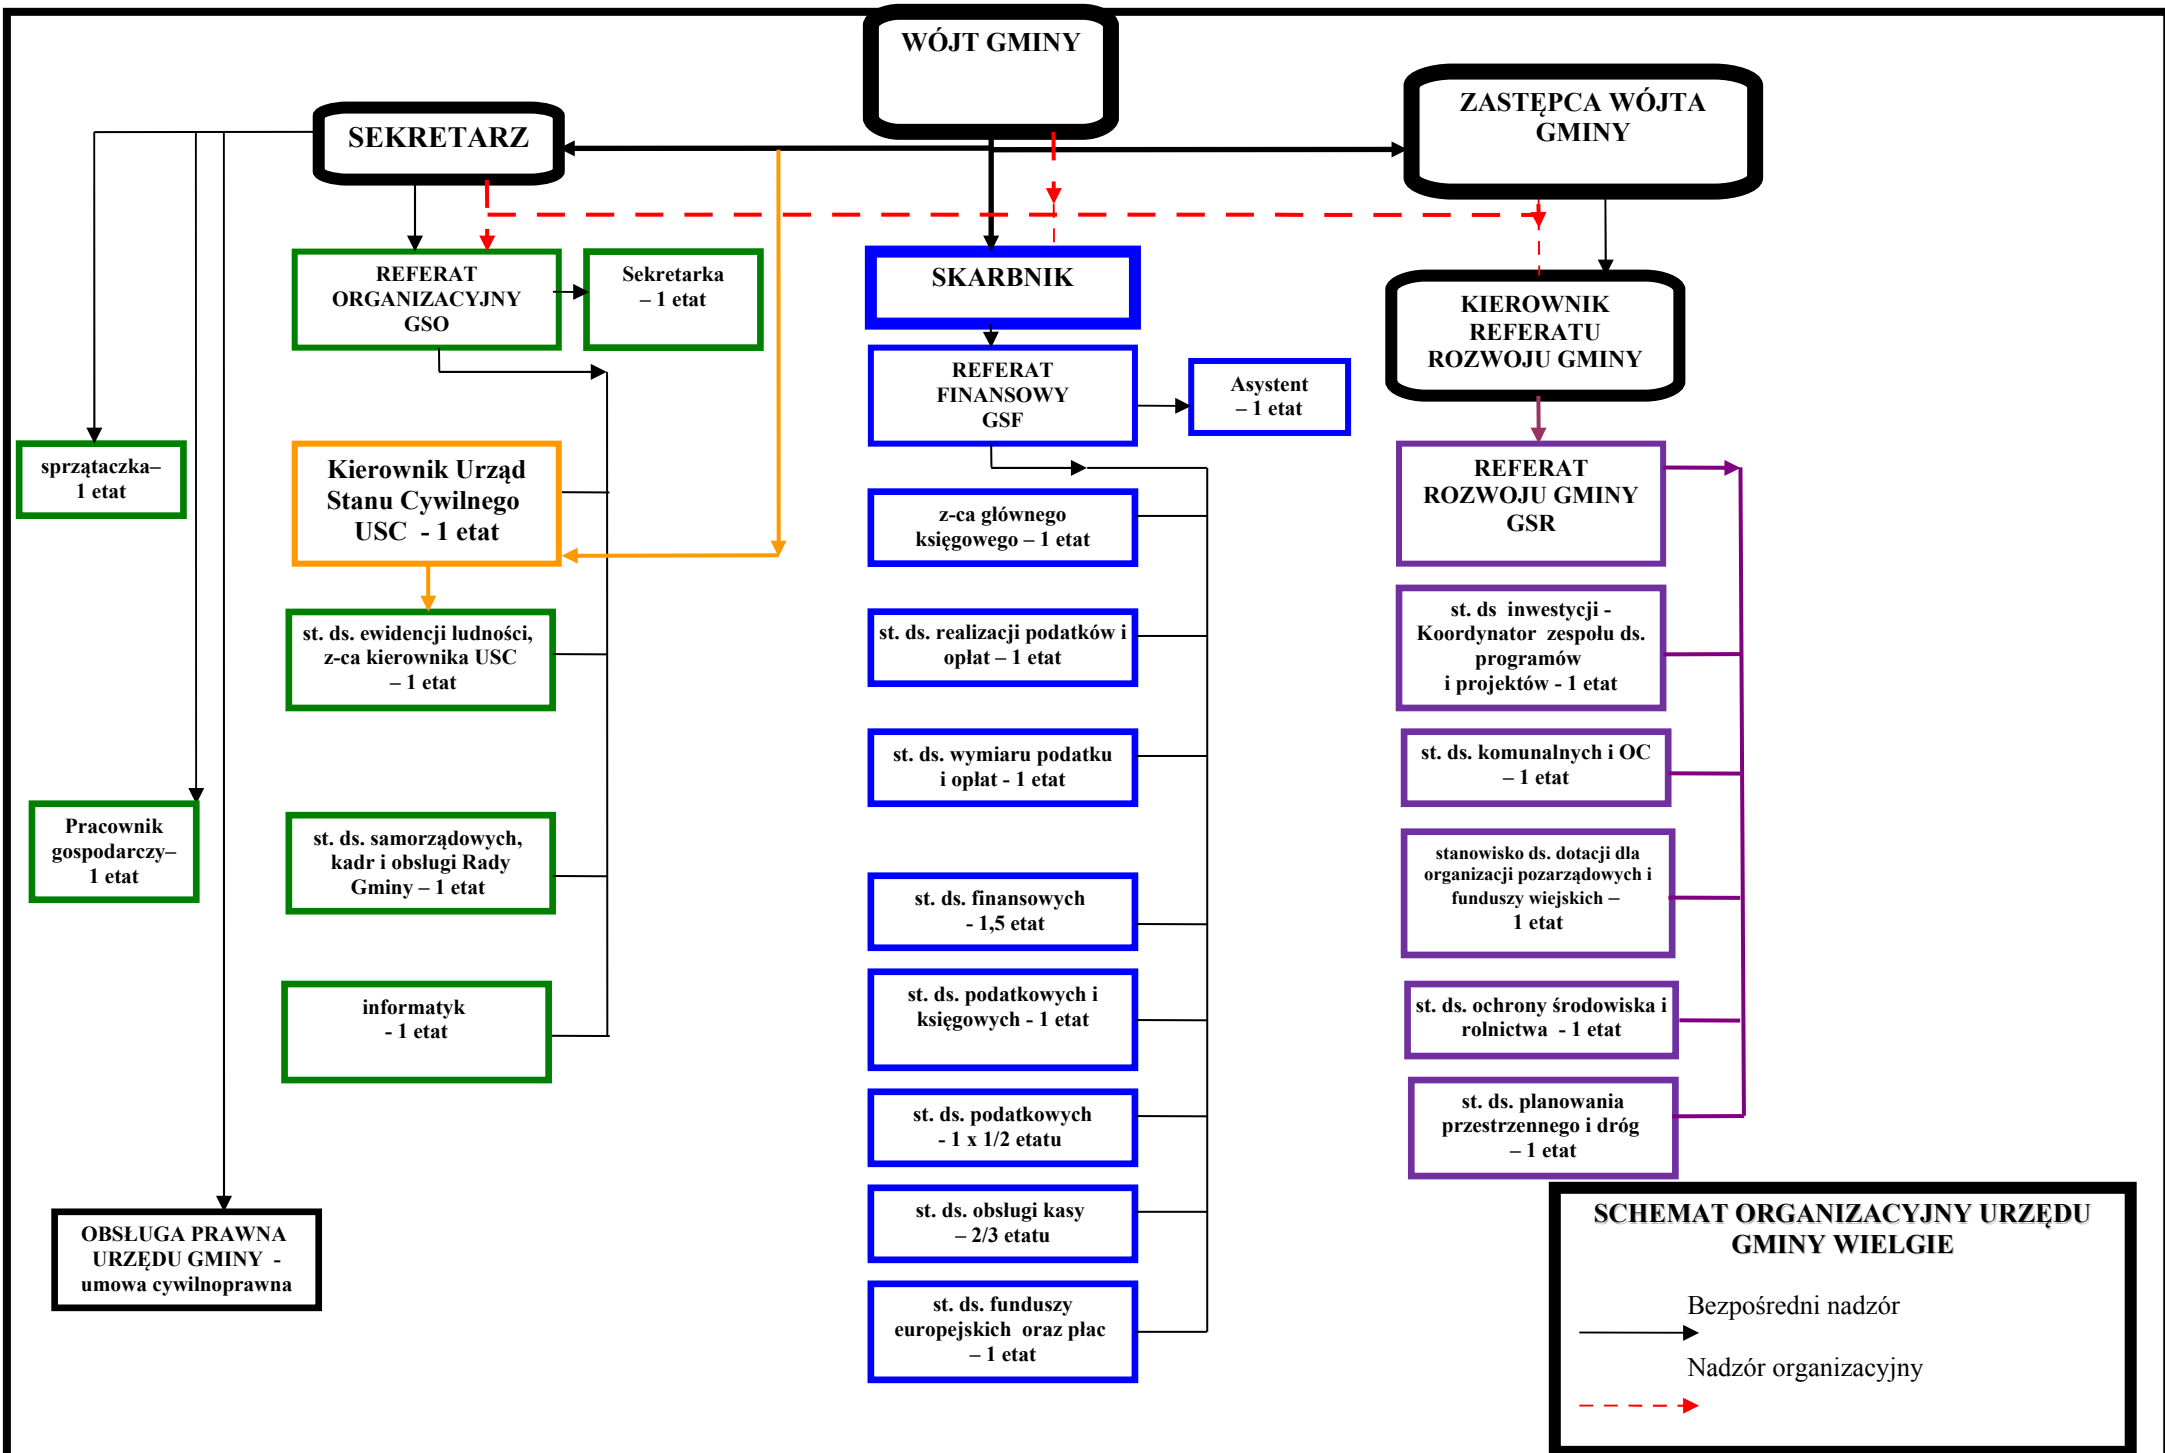 WÓJT GMINY
ZASTĘPCA WÓJTA
GMINY
SEKRETARZ
REFERAT
ORGANIZACYJNY
GSO
Sekretarka
– 1 etat
SKARBNIK
KIEROWNIK
REFERATU
ROZWOJU GMINY
REFERAT
FINANSOWY
GSF
Asystent
– 1 etat
sprzątaczka–
1 etat
Kierownik Urząd
Stanu Cywilnego
USC - 1 etat
REFERAT
ROZWOJU GMINY
GSR
z-ca głównego
księgowego – 1 etat
st. ds. ewidencji ludności,
z-ca kierownika USC
– 1 etat
st. ds. realizacji podatków i
opłat – 1 etat
st. ds inwestycji -
Koordynator zespołu ds.
programów
i projektów - 1 etat
st. ds. wymiaru podatku
i opłat - 1 etat
st. ds. komunalnych i OC
– 1 etat
Pracownik
gospodarczy–
1 etat
st. ds. samorządowych,
kadr i obsługi Rady
Gminy – 1 etat
stanowisko ds. dotacji dla
organizacji pozarządowych i
funduszy wiejskich –
1 etat
st. ds. finansowych
- 1,5 etat
informatyk
- 1 etat
st. ds. podatkowych i
księgowych - 1 etat
st. ds. ochrony środowiska i
rolnictwa - 1 etat
st. ds. podatkowych
- 1 x 1/2 etatu
st. ds. planowania
przestrzennego i dróg
– 1 etat
st. ds. obsługi kasy
– 2/3 etatu
OBSŁUGA PRAWNA
URZĘDU GMINY -
umowa cywilnoprawna
st. ds. funduszy
europejskich oraz płac
– 1 etat
SCHEMAT ORGANIZACYJNY URZĘDU
GMINY WIELGIE
Bezpośredni nadzór
Nadzór organizacyjny